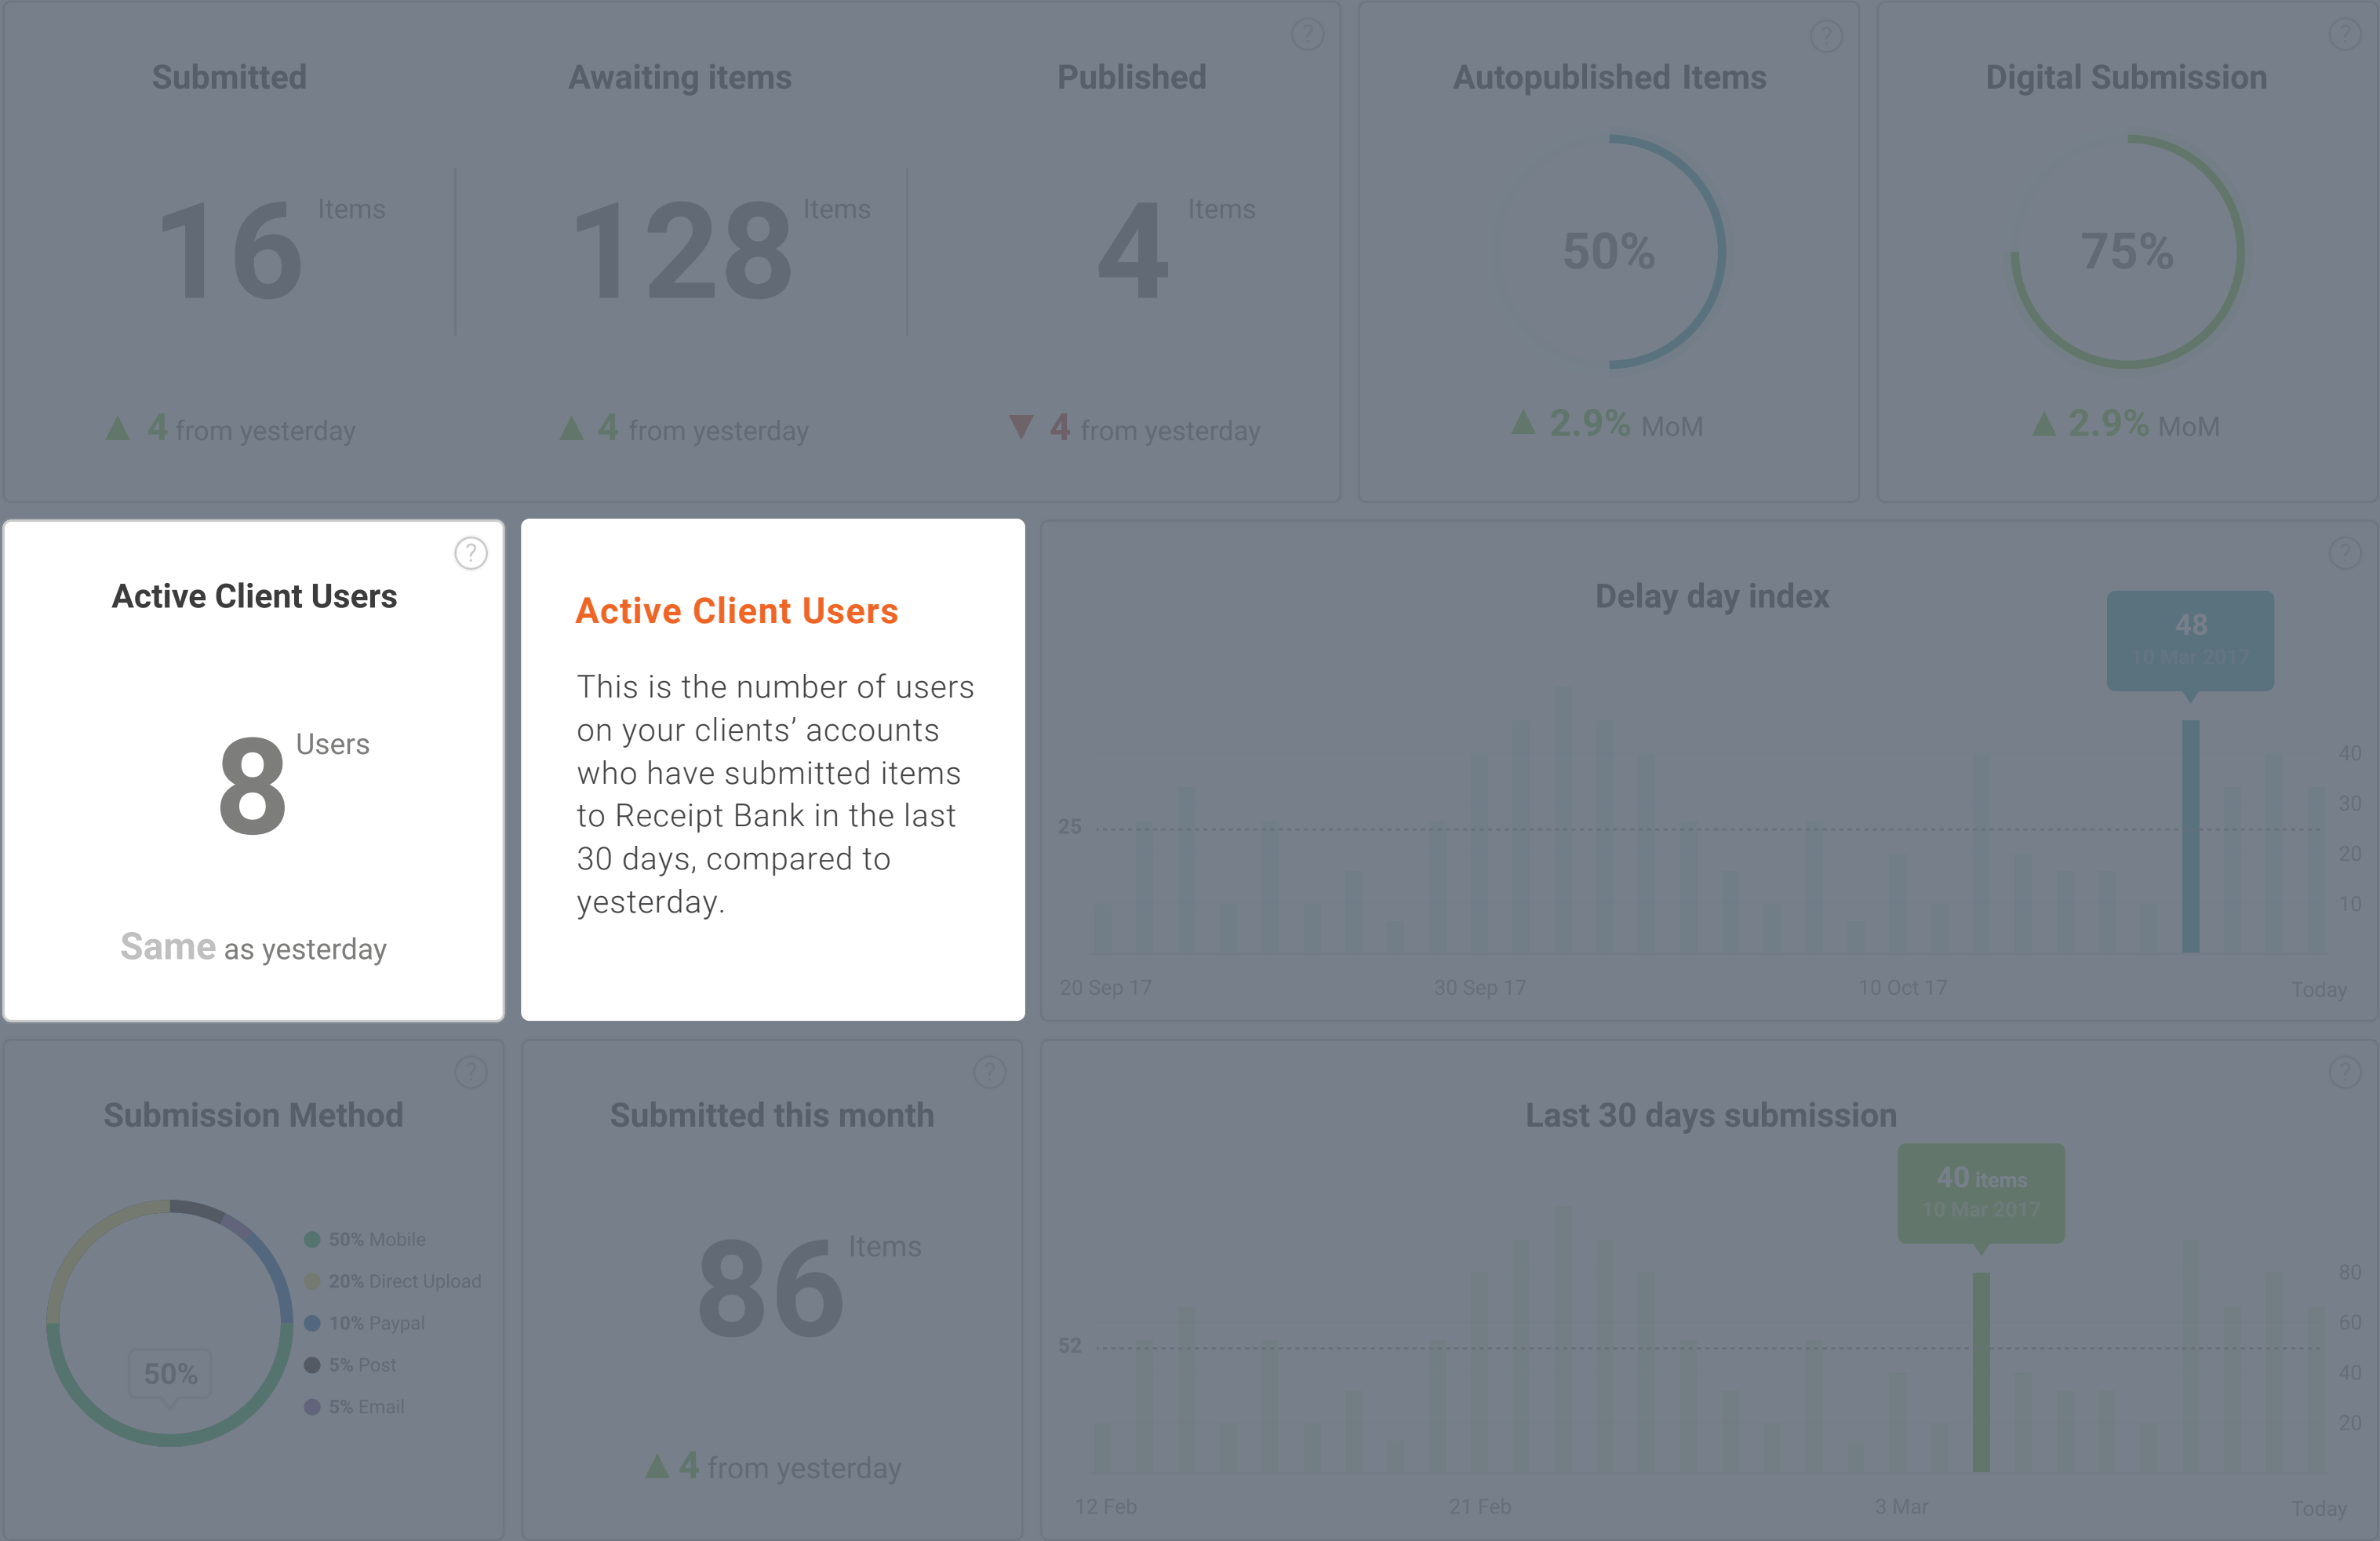 Submitted
16 Items
▲ 4 from yesterday
Awaiting items
128 Items
▲ 4 from yesterday
Published
4 Items
▼ 4 from yesterday
?
Autopublished Items
50%
▲ 2.9% MoM
?
Digital Submission
75%
▲ 2.9% MoM
?
Active Client Users
8 Users
Same as yesterday
?
Active Client Users
This is the number of users
on your clients’ accounts
who have submitted items
to Receipt Bank in the last
30 days, compared to
yesterday.
Delay day index
?
48
10 Mar 2017
25
40
30
20
10
20 Sep 17
30 Sep 17
10 Oct 17
Today
Submission Method
?
50%
50% Mobile
20% Direct Upload
10% Paypal
5% Post
5% Email
Submitted this month
?
86 Items
▲ 4 from yesterday
Last 30 days submission
?
40 items
10 Mar 2017
52
80
60
40
20
12 Feb
21 Feb
3 Mar
Today